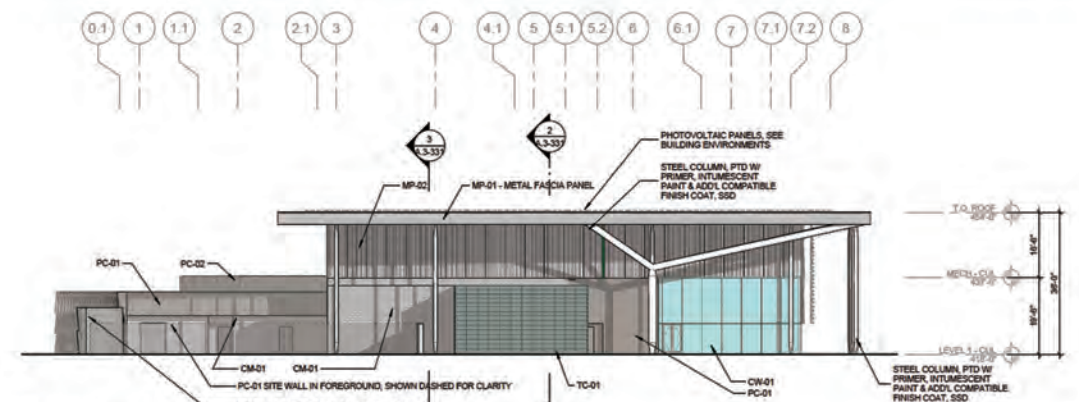 0.1 1 1.1 2 2.1 3 4 4.1 5 5.1 5.2 6 6.1 7 7.1 7.2 8
3
A.3-331
2
A.3-331
PHOTOVOLTAIC PANELS, SEE
BUILDING ENVIRONMENTS
STEEL COLUMN, PTD W/
PRIMER, INTUMESCENT
PAINT & ADD'L COMPATIBLE
FINISH COAT, SSD
MP-02
MP-01 - METAL FASCIA PANEL
T.O. ROOF
PC-01
PC-02
MECH - CUL
LEVEL 1 - CUL
CM-01
CM-01
PC-01 SITE WALL IN FOREGROUND, SHOWN DASHED FOR CLARITY
TC-01
CW-01
PC-01
STEEL COLUMN, PTD W/
PRIMER, INTUMESCENT
PAINT & ADD'L COMPATIBLE
FINISH COAT, SSD